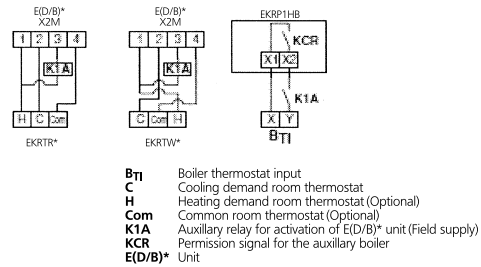 E(D/B)*
X2M
1 2 3 4
K1A
H C Com
EKRTR*
E(D/B)*
X2M
1 2 3 4
K1A
C Com H
EKRTW*
EKRP1HB
KCR
X1 X2
K1A
X Y
BTI
BTI Boiler thermostat input
C Cooling demand room thermostat
H Heating demand room thermostat (Optional)
Com Common room thermostat (Optional)
K1A Auxillary relay for activation of E(D/B)* unit (Field supply)
KCR Permission signal for the auxillary boiler
E(D/B)* Unit